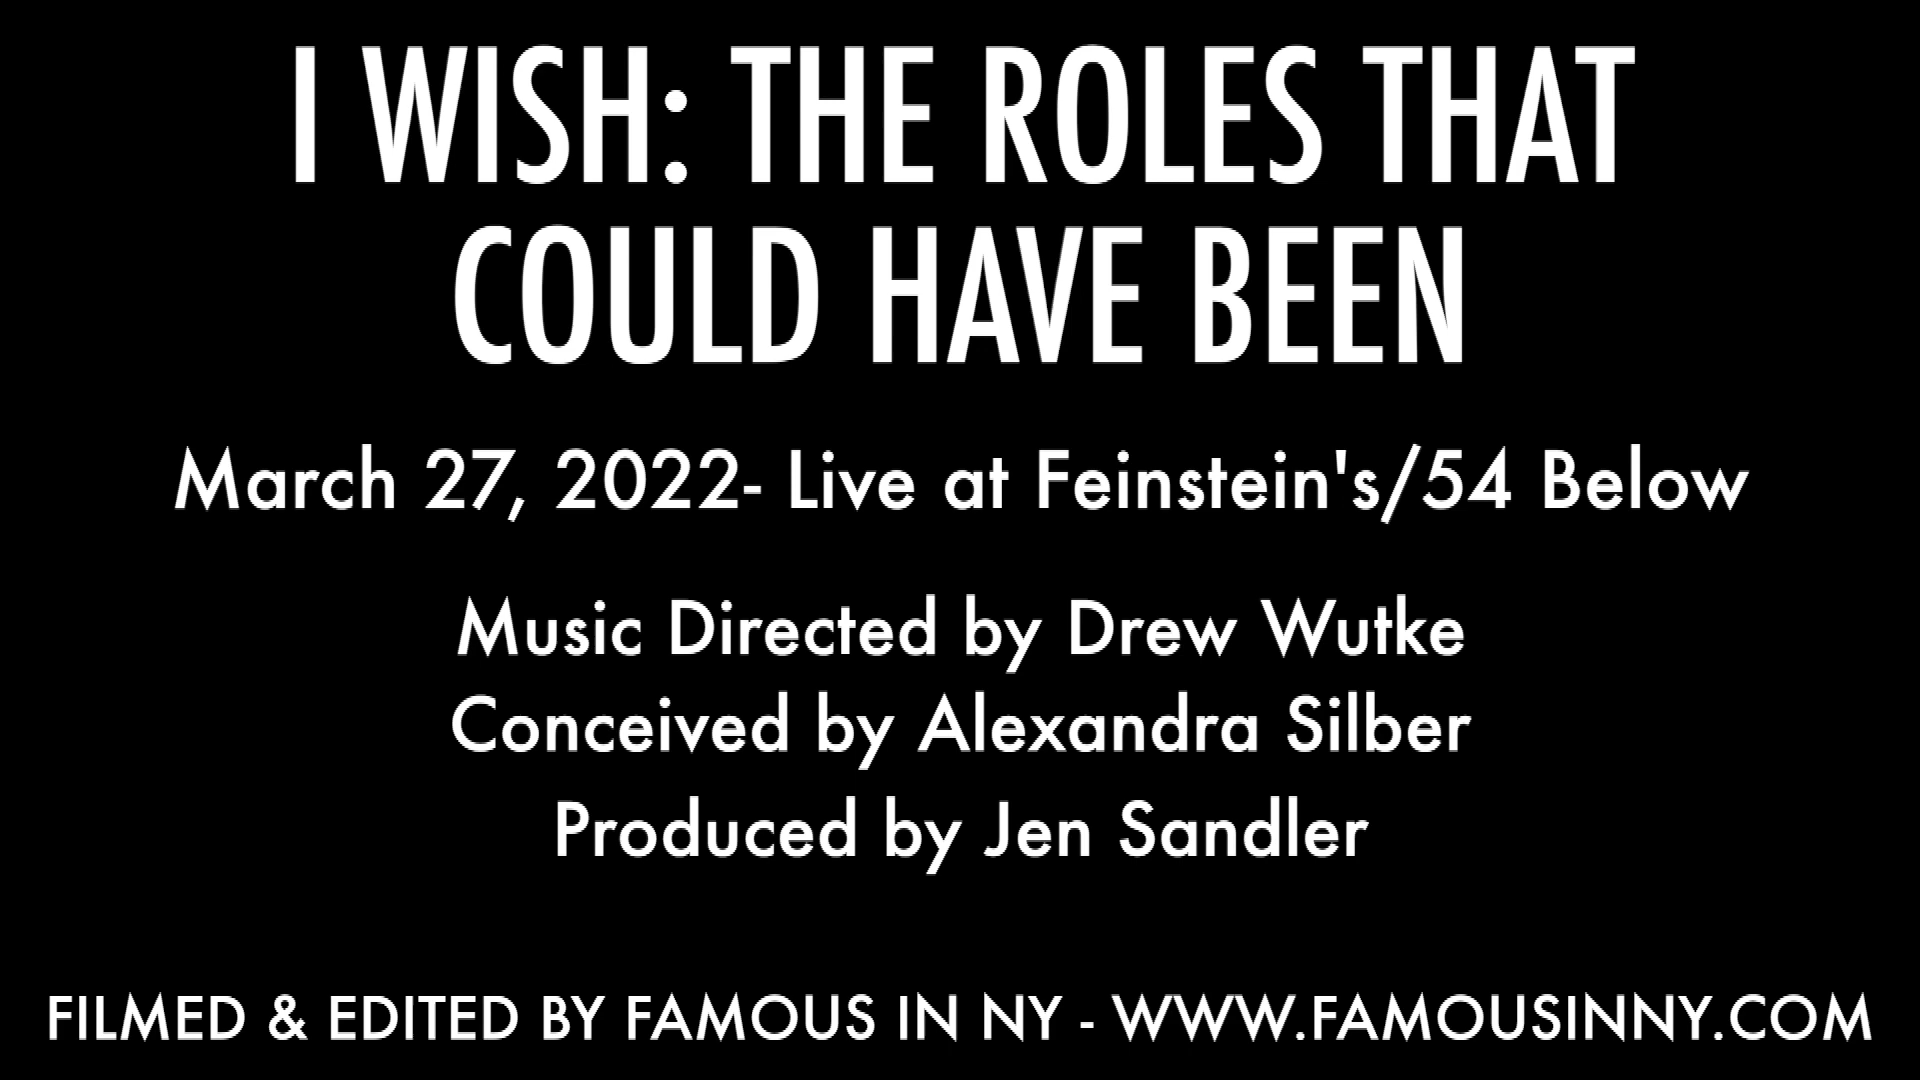 I WISH: THE ROLES THAT
COULD HAVE BEEN
March 27, 2022- Live at Feinstein's/54 Below
Music Directed by Drew Wutke
Conceived by Alexandra Silber
Produced by Jen Sandler
FILMED & EDITED BY FAMOUS IN NY - WWW.FAMOUSINNY.COM